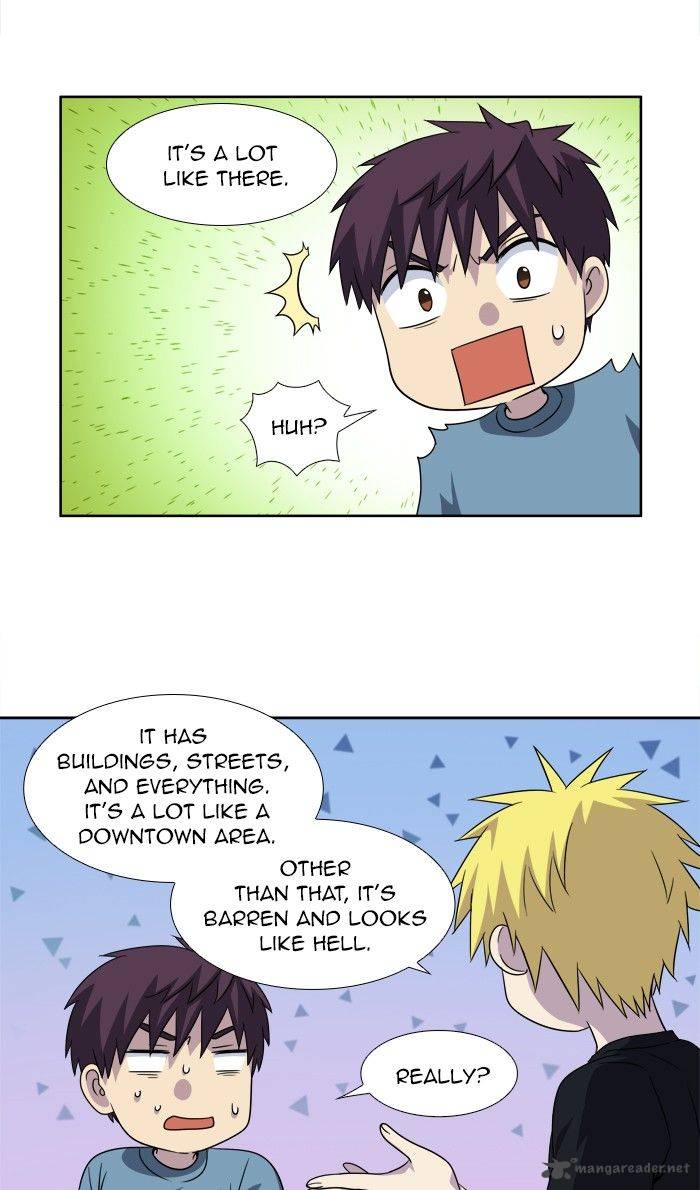 IT'S A LOT
LIKE THERE.
HUH?
IT HAS
BUILDINGS, STREETS,
AND EVERYTHING.
IT'S A LOT LIKE A
DOWNTOWN AREA.
OTHER
THAN THAT, IT'S
BARREN AND LOOKS
LIKE HELL.
REALLY?
mangareader.net